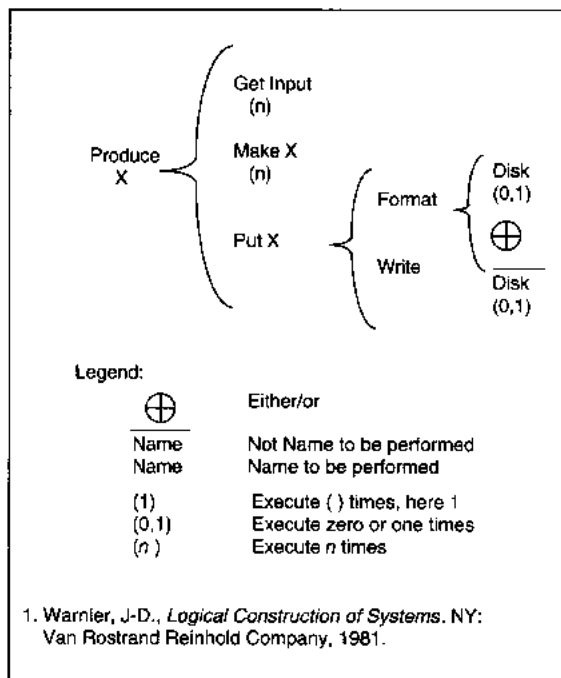 Get Input
(n)
Produce
X
Make X
(n)
Put X
Format
Write
Disk
(0,1)
⊕
Disk
(0,1)
Legend:
⊕ Either/or
Name Not Name to be performed
Name Name to be performed
(1) Execute ( ) times, here 1
(0,1) Execute zero or one times
(n ) Execute n times
1. Warnier, J-D., Logical Construction of Systems. NY:
Van Rostrand Reinhold Company, 1981.